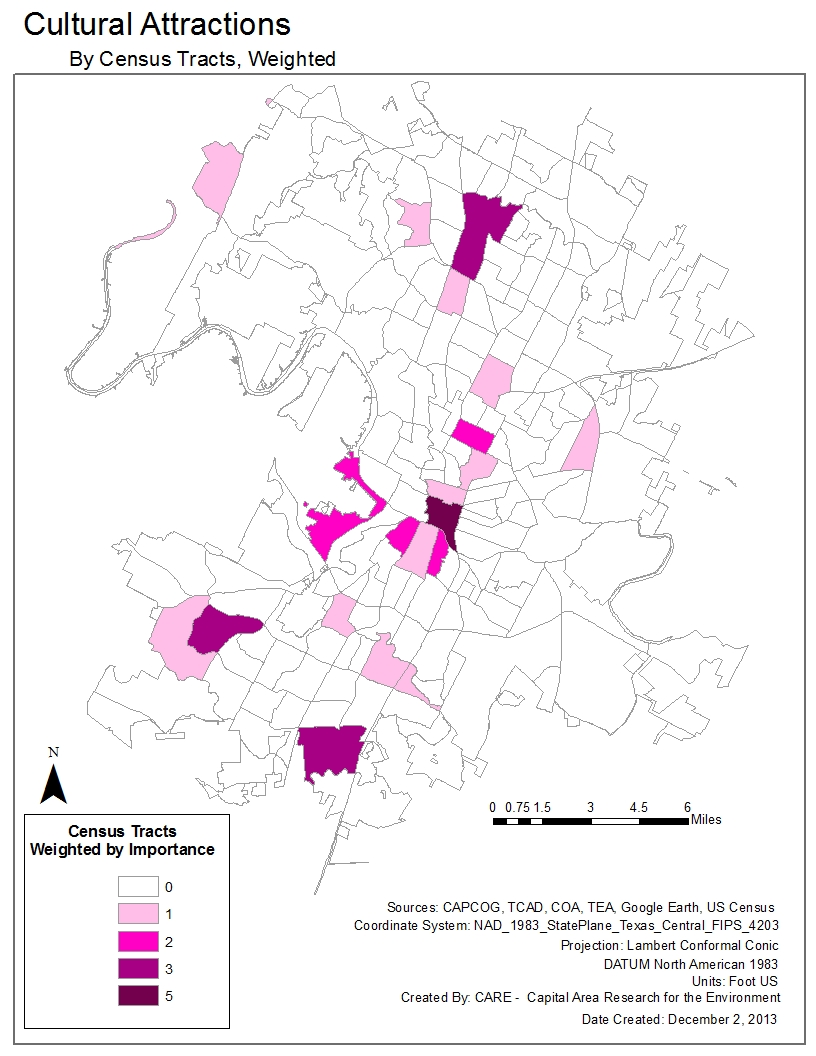 Cultural Attractions
By Census Tracts, Weighted
N
0 0.75 1.5 3 4.5 6
Miles
Census Tracts
Weighted by Importance
0
1
2
3
5
Sources: CAPCOG, TCAD, COA, TEA, Google Earth, US Census
Coordinate System: NAD_1983_StatePlane_Texas_Central_FIPS_4203
Projection: Lambert Conformal Conic
DATUM North American 1983
Units: Foot US
Created By: CARE - Capital Area Research for the Environment
Date Created: December 2, 2013